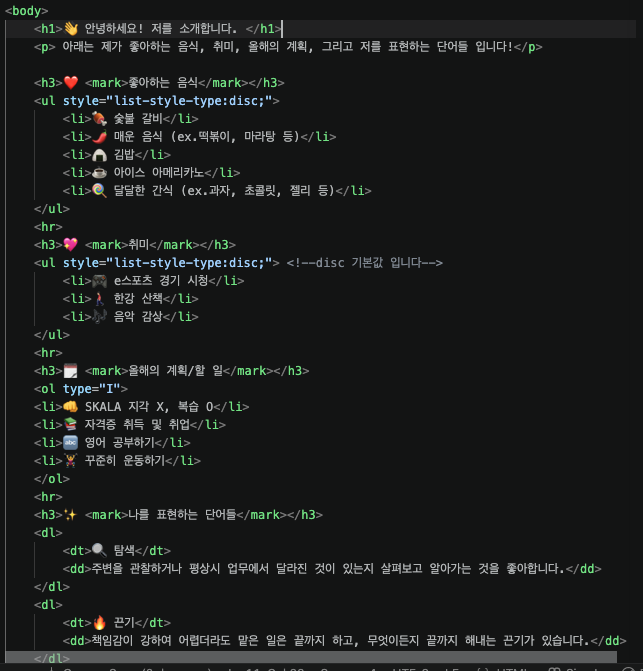 <body>
<h1>👋 안녕하세요! 저를 소개합니다. </h1>
<p> 아래는 제가 좋아하는 음식, 취미, 올해의 계획, 그리고 저를 표현하는 단어들 입니다!</p>
<h3>❤️ <mark>좋아하는 음식</mark></h3>
<ul style="list-style-type:disc;">
<li>🍖 숯불 갈비</li>
<li>🌶️ 매운 음식 (ex.떡볶이, 마라탕 등)</li>
<li>🍙 김밥</li>
<li>☕ 아이스 아메리카노</li>
<li>🍭 달달한 간식 (ex.과자, 초콜릿, 젤리 등)</li>
</ul>
<hr>
<h3>💖 <mark>취미</mark></h3>
<ul style="list-style-type:disc;"> <!--disc 기본값 입니다-->
<li>🎮 e스포츠 경기 시청</li>
<li>🚶 한강 산책</li>
<li>🎶 음악 감상</li>
</ul>
<hr>
<h3>🗓️ <mark>올해의 계획/할 일</mark></h3>
<ol type="I">
<li>👊 SKALA 지각 X, 복습 O</li>
<li>📚 자격증 취득 및 취업</li>
<li>🔤 영어 공부하기</li>
<li>🏋️ 꾸준히 운동하기</li>
</ol>
<hr>
<h3>✨ <mark>나를 표현하는 단어들</mark></h3>
<dl>
<dt>🔍 탐색</dt>
<dd>주변을 관찰하거나 평상시 업무에서 달라진 것이 있는지 살펴보고 알아가는 것을 좋아합니다.</dd>
</dl>
<dl>
<dt>🔥 끈기</dt>
<dd>책임감이 강하여 어렵더라도 맡은 일은 끝까지 하고, 무엇이든지 끝까지 해내는 끈기가 있습니다.</dd>
</dl>